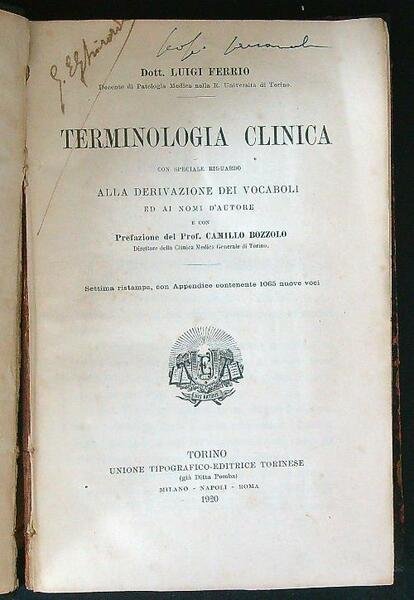 Dott. LUIGI FERRIO
Docente di Patologia Medica nella R. Università di Torino.
TERMINOLOGIA CLINICA
CON SPECIALE RIGUARDO
ALLA DERIVAZIONE DEI VOCABOLI
ED AI NOMI D'AUTORE
E CON
Prefazione del Prof. CAMILLO BOZZOLO
Direttore della Clinica Medica Generale di Torino.
Settima ristampa, con Appendice contenente 1065 nuove voci
TORINO
UNIONE TIPOGRAFICO-EDITRICE TORINESE
(già Ditta Pomba)
MILANO - NAPOLI - ROMA
1920